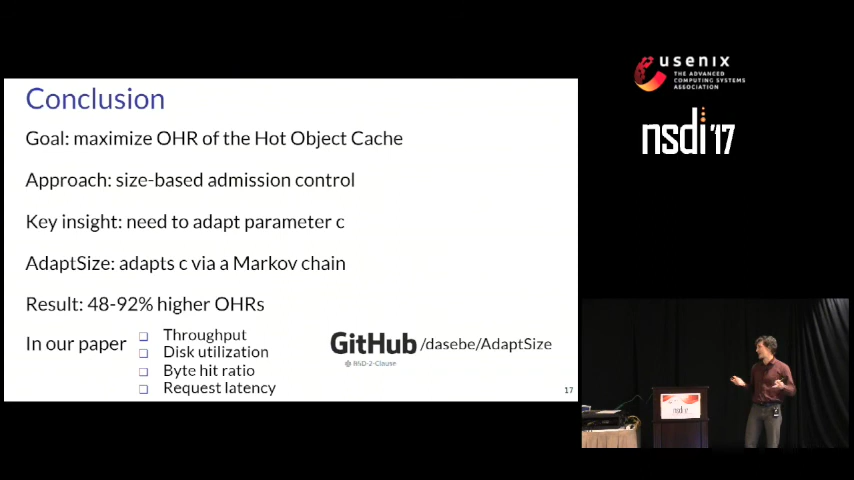 usenix
THE ADVANCED
COMPUTING SYSTEMS
ASSOCIATION
nsdi '17
Conclusion
Goal: maximize OHR of the Hot Object Cache
Approach: size-based admission control
Key insight: need to adapt parameter c
AdaptSize: adapts c via a Markov chain
Result: 48-92% higher OHRs
In our paper
Throughput
Disk utilization
Byte hit ratio
Request latency
GitHub /dasebe/AdaptSize
BSD-2-Clause
17
nsdi'17